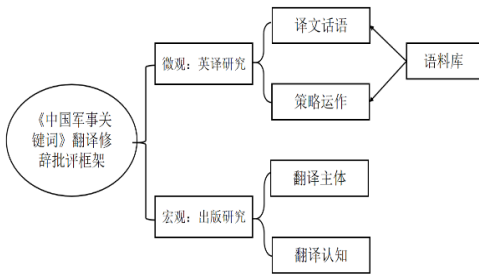 《中国军事关
键词》翻译修
辞批评框架
微观：英译研究
译文话语
策略运作
语料库
宏观：出版研究
翻译主体
翻译认知